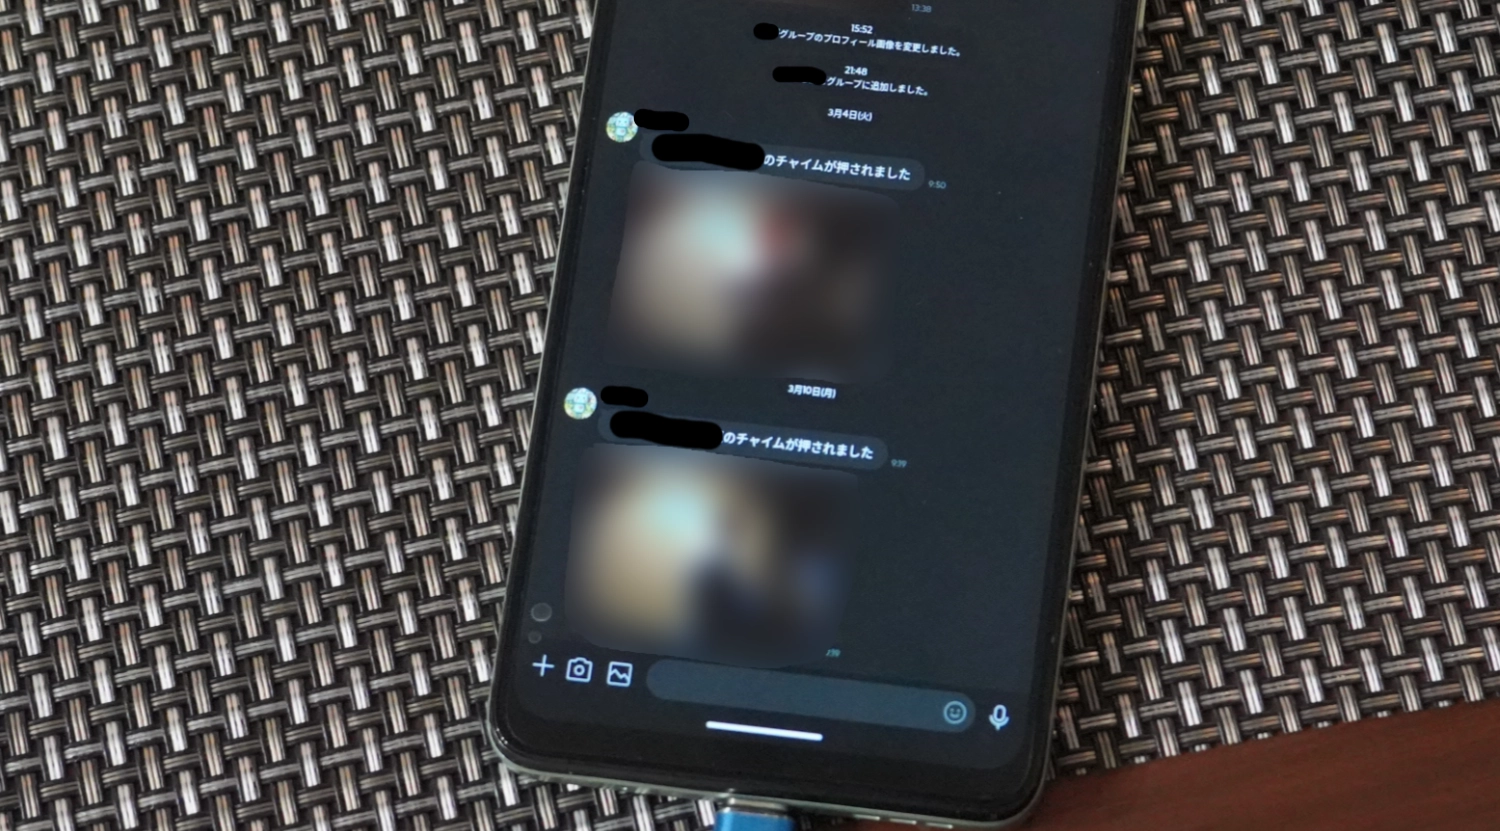 13:38
15:52
グループのプロフィール画像を変更しました。
21:48
グループに追加しました。
3月4日(火)
のチャイムが押されました
9:50
3月10日(月)
のチャイムが押されました